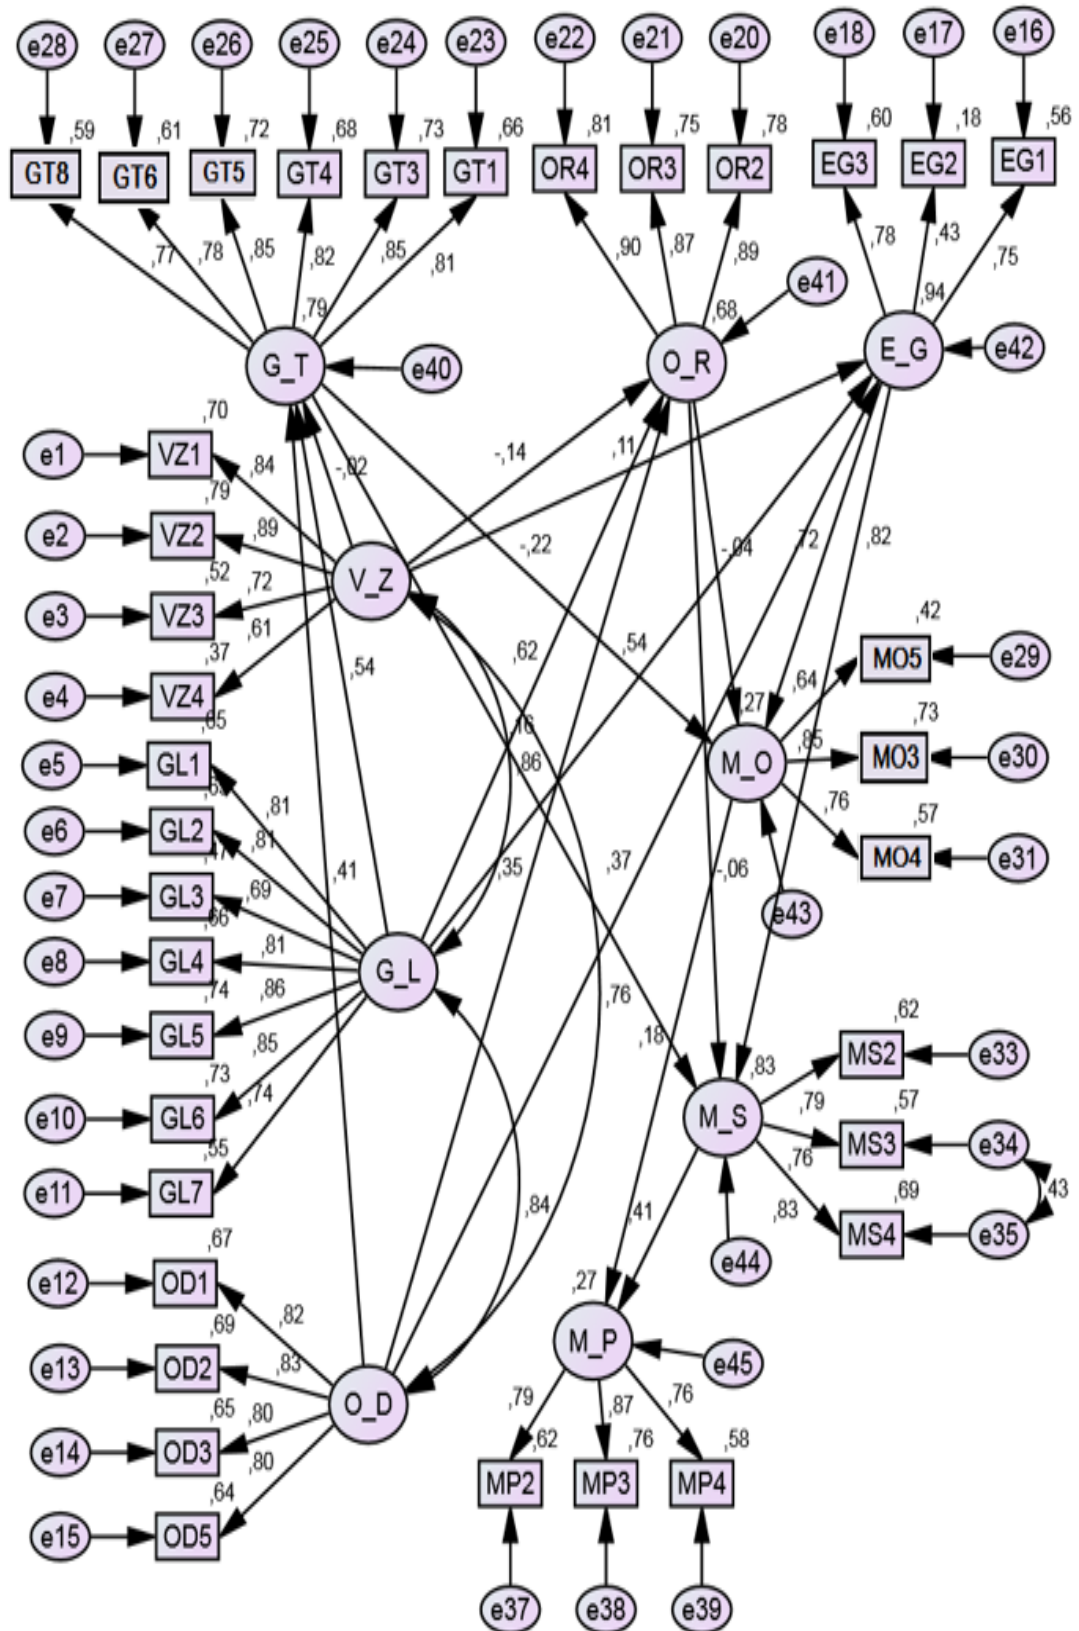 e28 e27 e26 e25 e24 e23 e22 e21 e20 e18 e17 e16
,59 ,61 ,72 ,68 ,73 ,66 ,81 ,75 ,78 ,60 ,18 ,56
GT8 GT6 GT5 GT4 GT3 GT1 OR4 OR3 OR2 EG3 EG2 EG1
,77 ,78 ,85 ,82 ,85 ,81 ,90 ,87 ,89 ,78 ,43 ,75
,79 ,68 e41 ,94
G_T e40 O_R E_G e42
,70
e1 VZ1 ,84 -,02 -,14 ,11
,79
e2 VZ2 ,89 -,22 -,04 ,72 ,82
,52
e3 VZ3 ,72 V_Z
,61 ,42
e4 ,37 VZ4 ,54 ,62 ,54 ,64 MO5 e29
,65 ,16 ,27 ,73
e5 GL1 ,86 M_O ,85 MO3 e30
,81
e6 GL2 ,81 ,76 ,57
,47 ,41 ,35 ,37 -,06 MO4 e31
e7 GL3 ,69 e43
,66
e8 GL4 ,81 G_L
,74 ,86 ,76 ,18 ,62
e9 GL5 ,85 ,83 MS2 e33
,73 ,74 ,79 ,57
e10 GL6 M_S ,76 MS3 e34
,55 ,43
e11 GL7 ,84 ,41 ,83 ,69
MS4 e35
,67 e44
e12 OD1 ,82 ,27
,69 M_P e45
e13 OD2 ,83
,65 ,80 O_D ,79 ,87 ,76
e14 OD3 ,80 ,62 ,76 ,58
,64 MP2 MP3 MP4
e15 OD5
e37 e38 e39